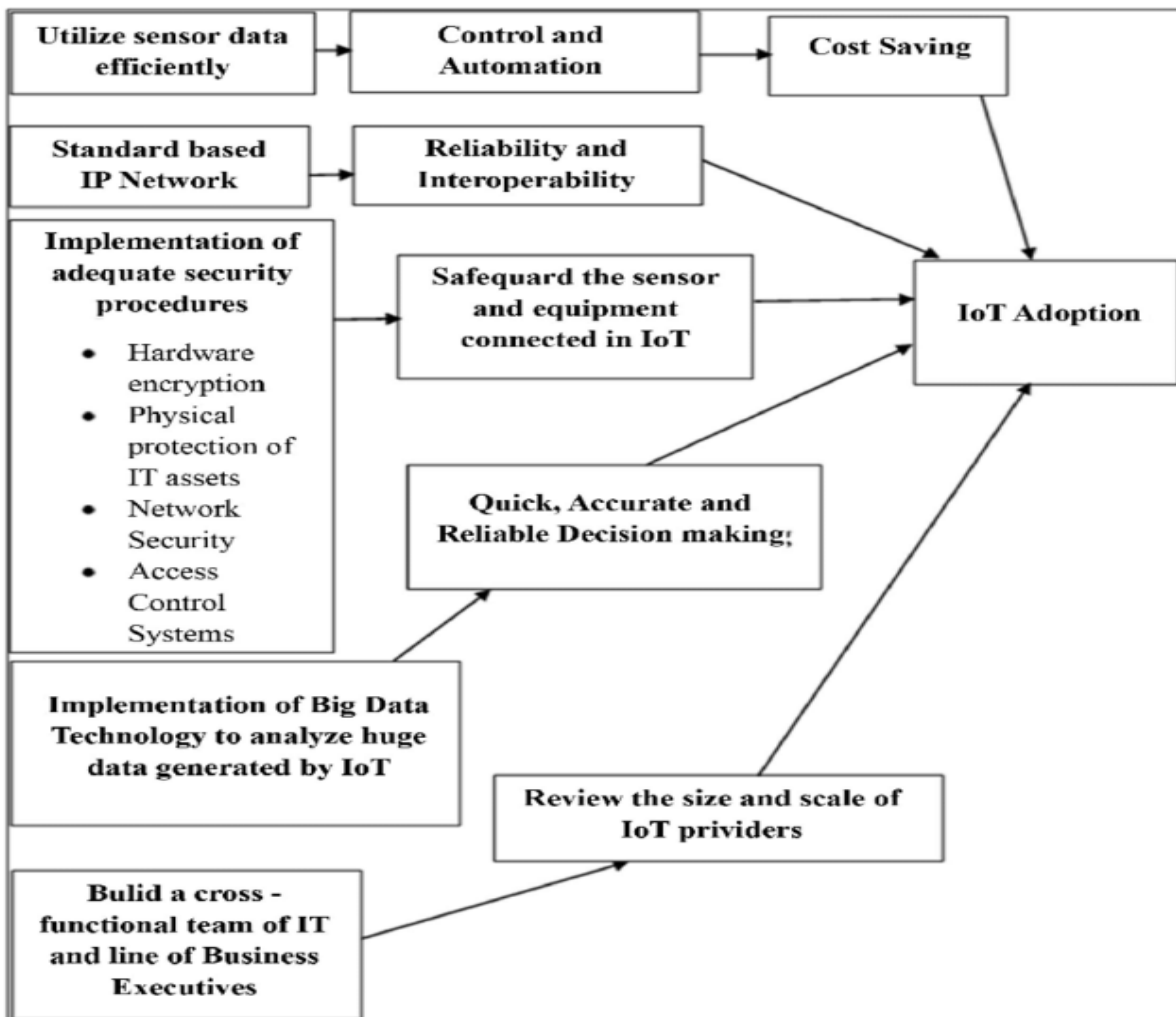 Utilize sensor data
efficiently
Control and
Automation
Cost Saving
Standard based
IP Network
Reliability and
Interoperability
Implementation of
adequate security
procedures
• Hardware
encryption
• Physical
protection of
IT assets
• Network
Security
• Access
Control
Systems
Safequard the sensor
and equipment
connected in IoT
IoT Adoption
Quick, Accurate and
Reliable Decision making;
Implementation of Big Data
Technology to analyze huge
data generated by IoT
Review the size and scale of
IoT prividers
Bulid a cross -
functional team of IT
and line of Business
Executives